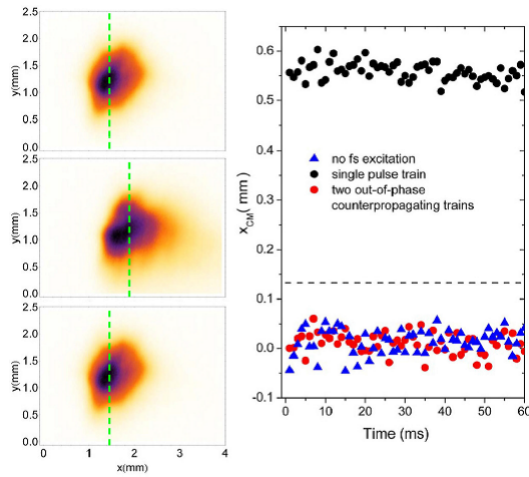 2.5
2.0
1.5
1.0
0.5
0.0
y(mm)
2.5
2.0
1.5
1.0
0.5
0.0
y(mm)
2.5
2.0
1.5
1.0
0.5
0.0
y(mm)
0 1 2 3 4
x(mm)
0.6
0.5
0.4
0.3
0.2
0.1
0.0
-0.1
x_CM( mm)
no fs excitation
single pulse train
two out-of-phase
counterpropagating trains
0 10 20 30 40 50 60
Time (ms)